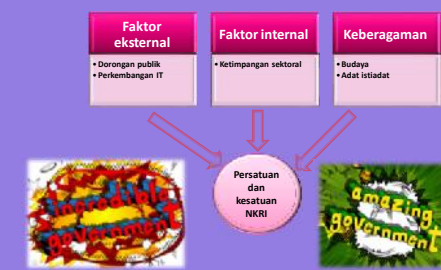 Faktor
eksternal
• Dorongan publik
• Perkembangan IT
Faktor internal
• Ketimpangan sektoral
Keberagaman
• Budaya
• Adat istiadat
Persatuan
dan
kesatuan
NKRI
incredible
government
amazing
government